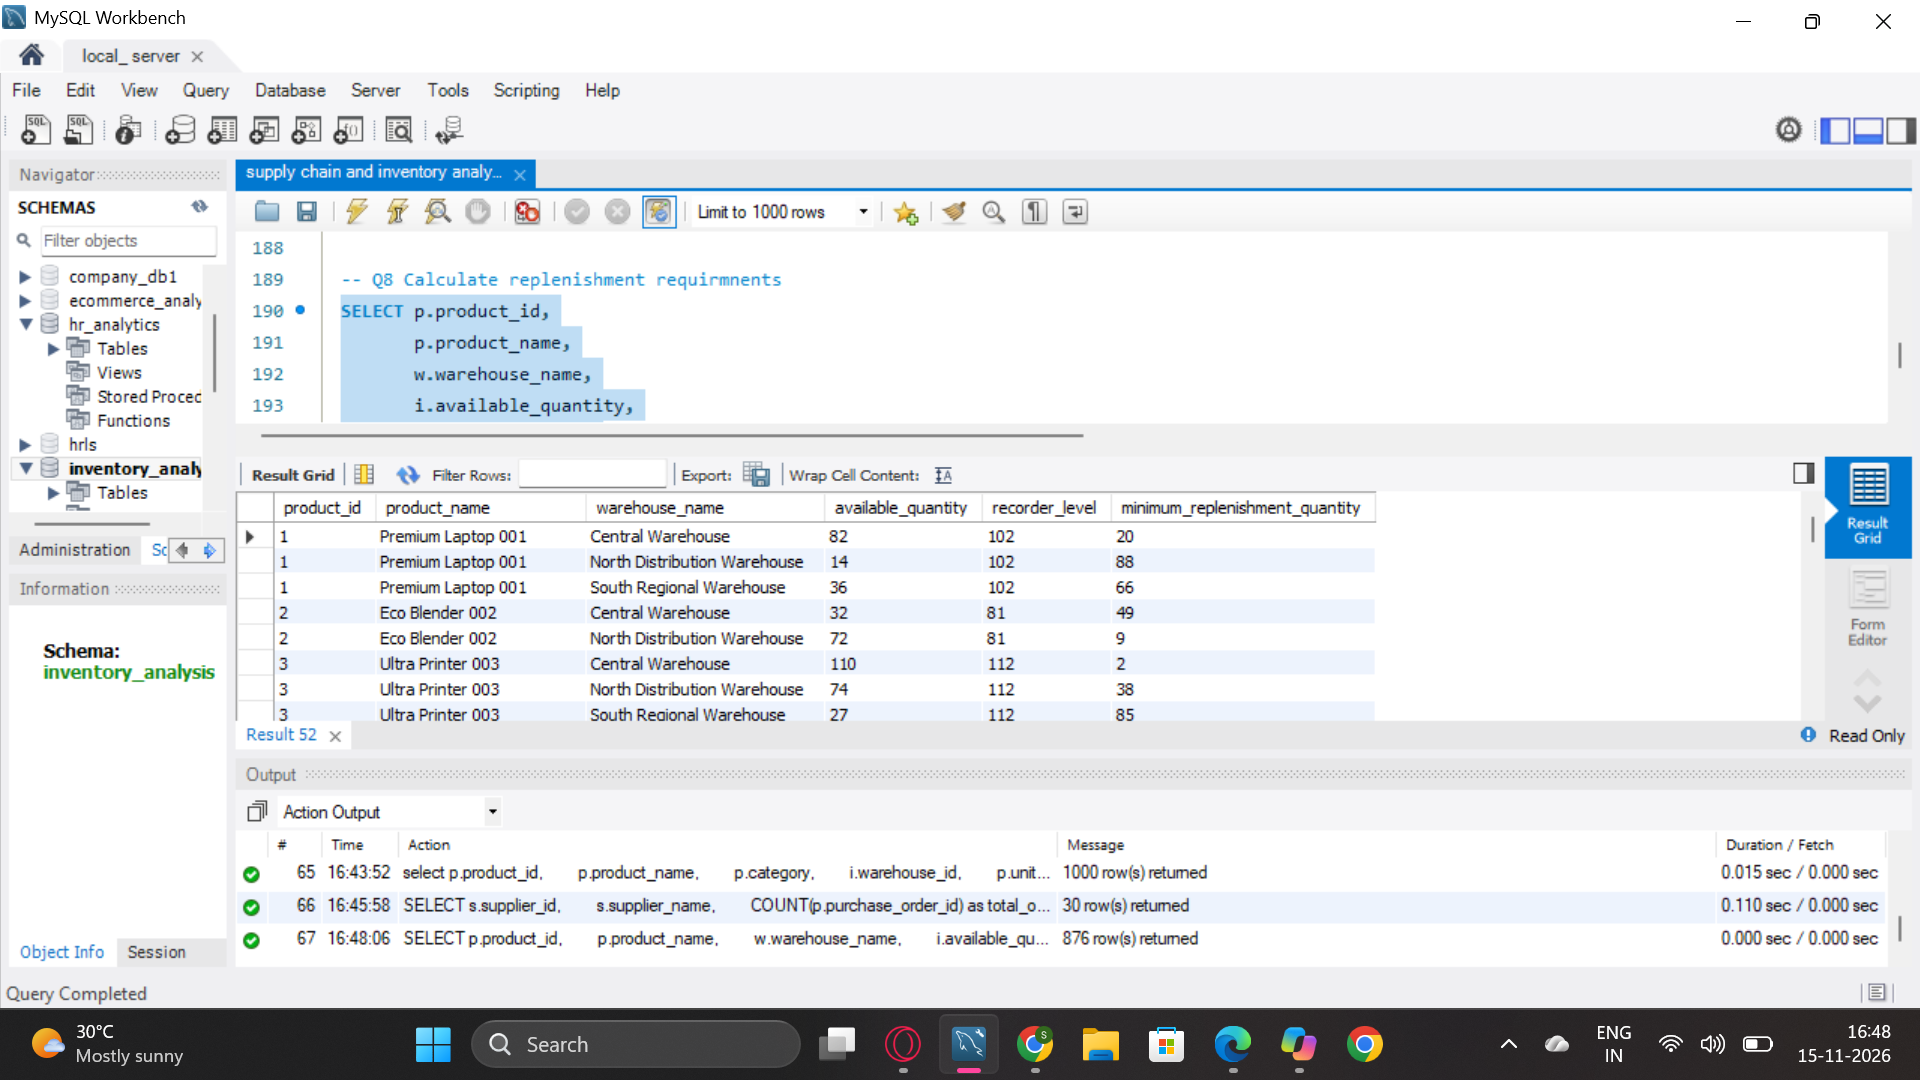 MySQL Workbench
local_ server
File Edit View Query Database Server Tools Scripting Help
Navigator
SCHEMAS
Filter objects
company_db1
ecommerce_analy
hr_analytics
Tables
Views
Stored Proced
Functions
hrls
inventory_analy
Tables
Administration Sc
Information
Schema:
inventory_analysis
Object Info Session
supply chain and inventory analy...
Limit to 1000 rows
188
189 -- Q8 Calculate replenishment requirmnents
190 SELECT p.product_id,
191 p.product_name,
192 w.warehouse_name,
193 i.available_quantity,
Result Grid Filter Rows: Export: Wrap Cell Content:
product_id product_name warehouse_name available_quantity recorder_level minimum_replenishment_quantity
1 Premium Laptop 001 Central Warehouse 82 102 20
1 Premium Laptop 001 North Distribution Warehouse 14 102 88
1 Premium Laptop 001 South Regional Warehouse 36 102 66
2 Eco Blender 002 Central Warehouse 32 81 49
2 Eco Blender 002 North Distribution Warehouse 72 81 9
3 Ultra Printer 003 Central Warehouse 110 112 2
3 Ultra Printer 003 North Distribution Warehouse 74 112 38
3 Ultra Printer 003 South Regional Warehouse 27 112 85
Result Grid
Form Editor
Result 52
Read Only
Output
Action Output
# Time Action Message Duration / Fetch
65 16:43:52 select p.product_id, p.product_name, p.category, i.warehouse_id, p.unit... 1000 row(s) returned 0.015 sec / 0.000 sec
66 16:45:58 SELECT s.supplier_id, s.supplier_name, COUNT(p.purchase_order_id) as total_o... 30 row(s) returned 0.110 sec / 0.000 sec
67 16:48:06 SELECT p.product_id, p.product_name, w.warehouse_name, i.available_qu... 876 row(s) returned 0.000 sec / 0.000 sec
Query Completed
30°C
Mostly sunny
Search
ENG
IN
16:48
15-11-2026